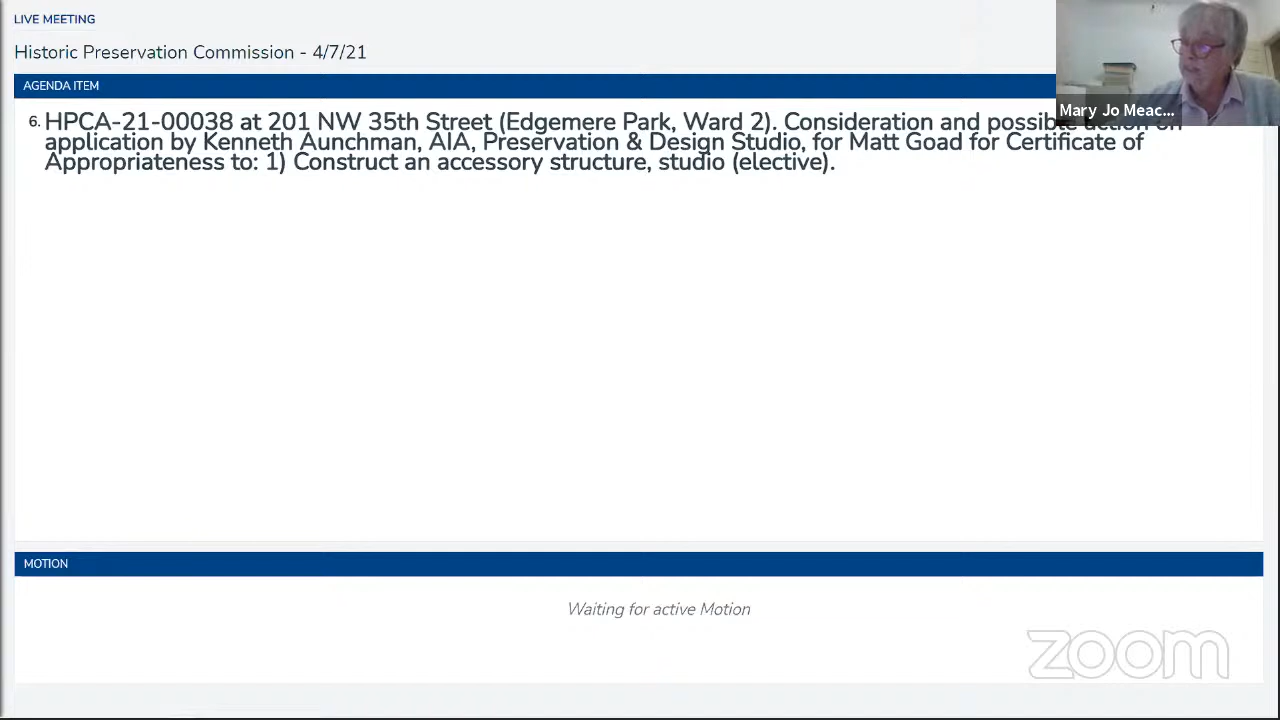 LIVE MEETING
Historic Preservation Commission - 4/7/21
AGENDA ITEM
Mary Jo Meac...
6. HPCA-21-00038 at 201 NW 35th Street (Edgemere Park, Ward 2). Consideration and possible action on
application by Kenneth Aunchman, AIA, Preservation & Design Studio, for Matt Goad for Certificate of
Appropriateness to: 1) Construct an accessory structure, studio (elective).
MOTION
Waiting for active Motion
zoom